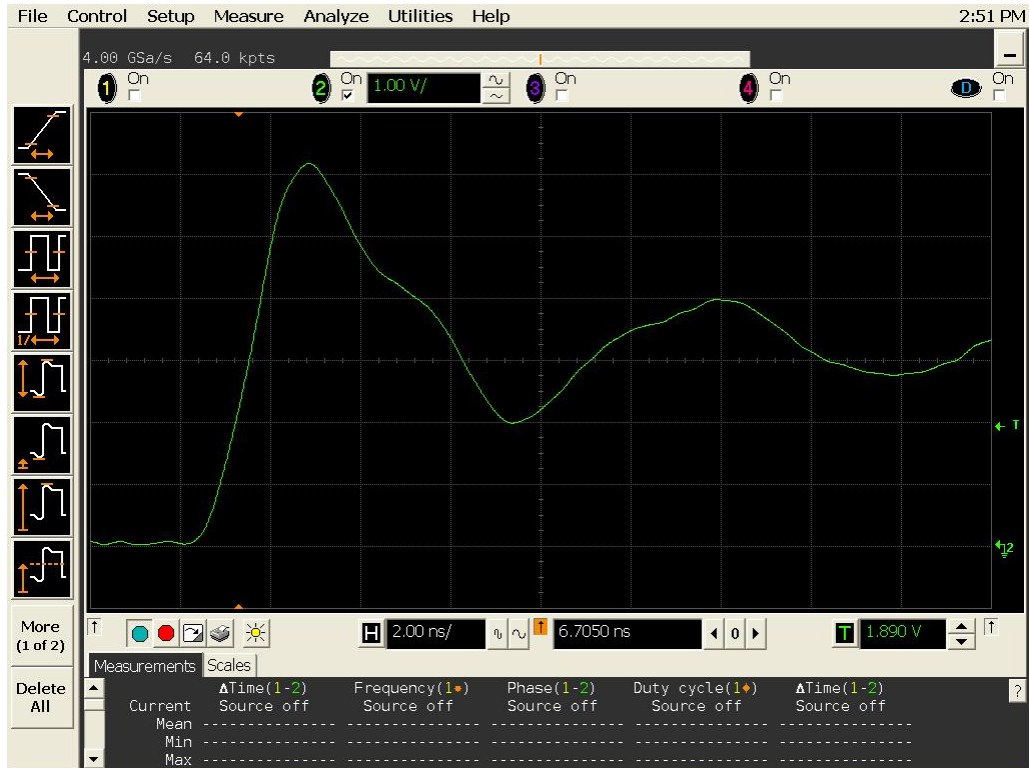 File Control Setup Measure Analyze Utilities Help 2:51 PM
4.00 GSa/s 64.0 kpts
1 On 2 On 1.00 V/ 3 On 4 On D On
T
2
1/
More
(1 of 2)
Delete
All
H 2.00 ns/ 6.7050 ns 0 T 1.890 V
Measurements Scales
ΔTime(1-2) Frequency(1) Phase(1-2) Duty cycle(1) ΔTime(1-2) ?
Current Source off Source off Source off Source off Source off
Mean --------------- --------------- --------------- --------------- ---------------
Min --------------- --------------- --------------- --------------- ---------------
Max --------------- --------------- --------------- --------------- ---------------